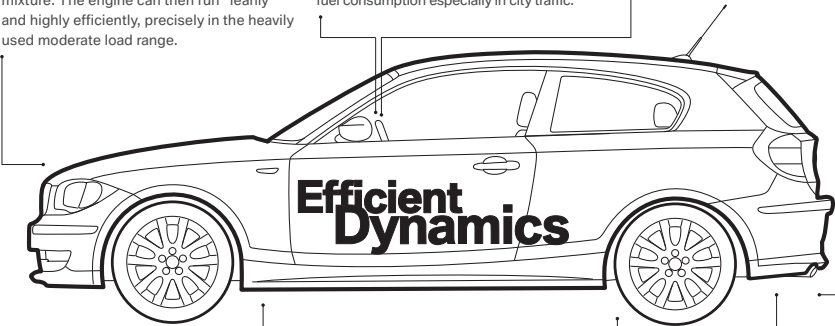 mixture. The engine can then run “leanly
and highly efficiently, precisely in the heavily
used moderate load range.
fuel consumption especially in city traffic.
Efficient
Dynamics